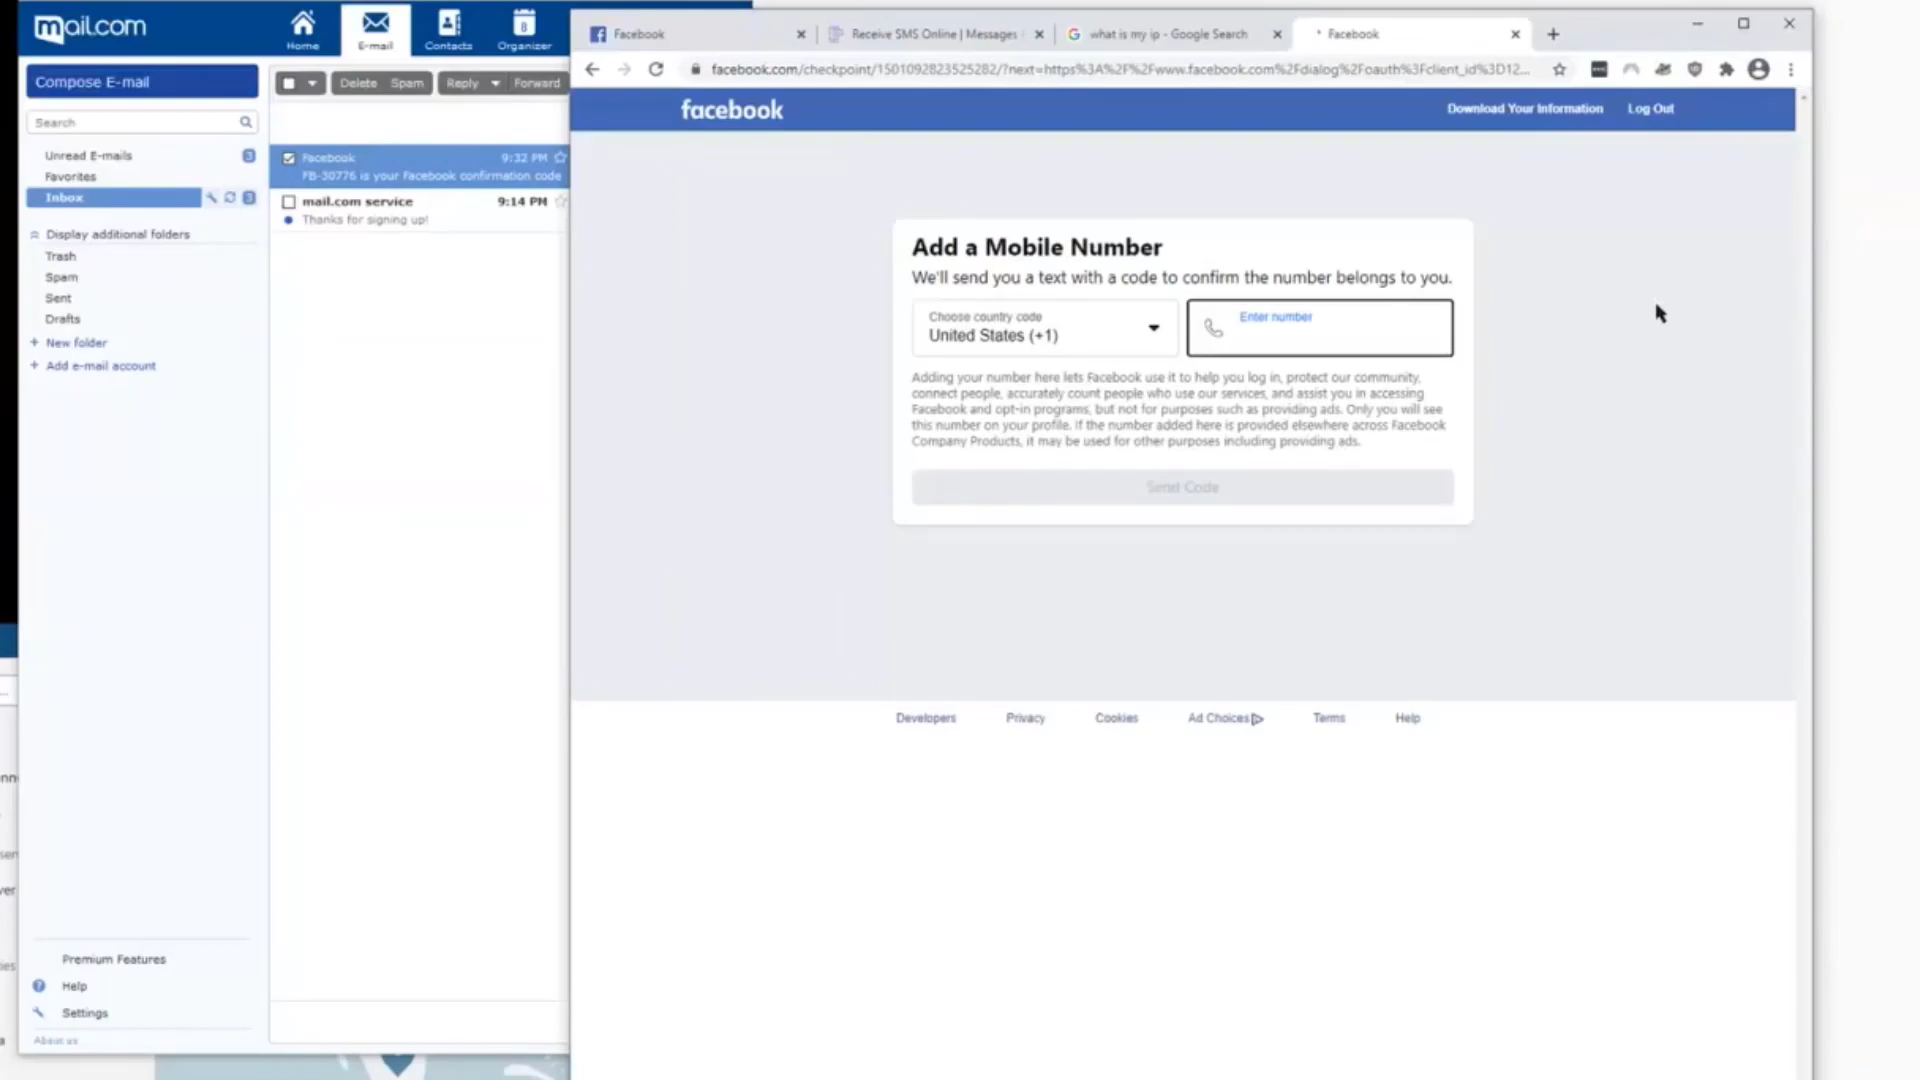 mail.com
Home
E-mail
Contacts
8
Organizer
Compose E-mail
Search
Unread E-mails
3
Favorites
Inbox
3
Display additional folders
Trash
Spam
Sent
Drafts
+ New folder
+ Add e-mail account
Premium Features
? Help
Settings
About us
Delete Spam Reply Forward
Facebook 9:32 PM
FB-30776 is your Facebook confirmation code
mail.com service 9:14 PM
Thanks for signing up!
Facebook
Receive SMS Online | Messages
what is my ip - Google Search
Facebook
facebook.com/checkpoint/1501092823525282/?next=https%3A%2F%2Fwww.facebook.com%2Fdialog%2Foauth%3Fclient_id%3D12...
facebook
Download Your Information Log Out
Add a Mobile Number
We'll send you a text with a code to confirm the number belongs to you.
Choose country code
United States (+1)
Enter number
Adding your number here lets Facebook use it to help you log in, protect our community,
connect people, accurately count people who use our services, and assist you in accessing
Facebook and opt-in programs, but not for purposes such as providing ads. Only you will see
this number on your profile. If the number added here is provided elsewhere across Facebook
Company Products, it may be used for other purposes including providing ads.
Send Code
Developers Privacy Cookies Ad Choices Terms Help